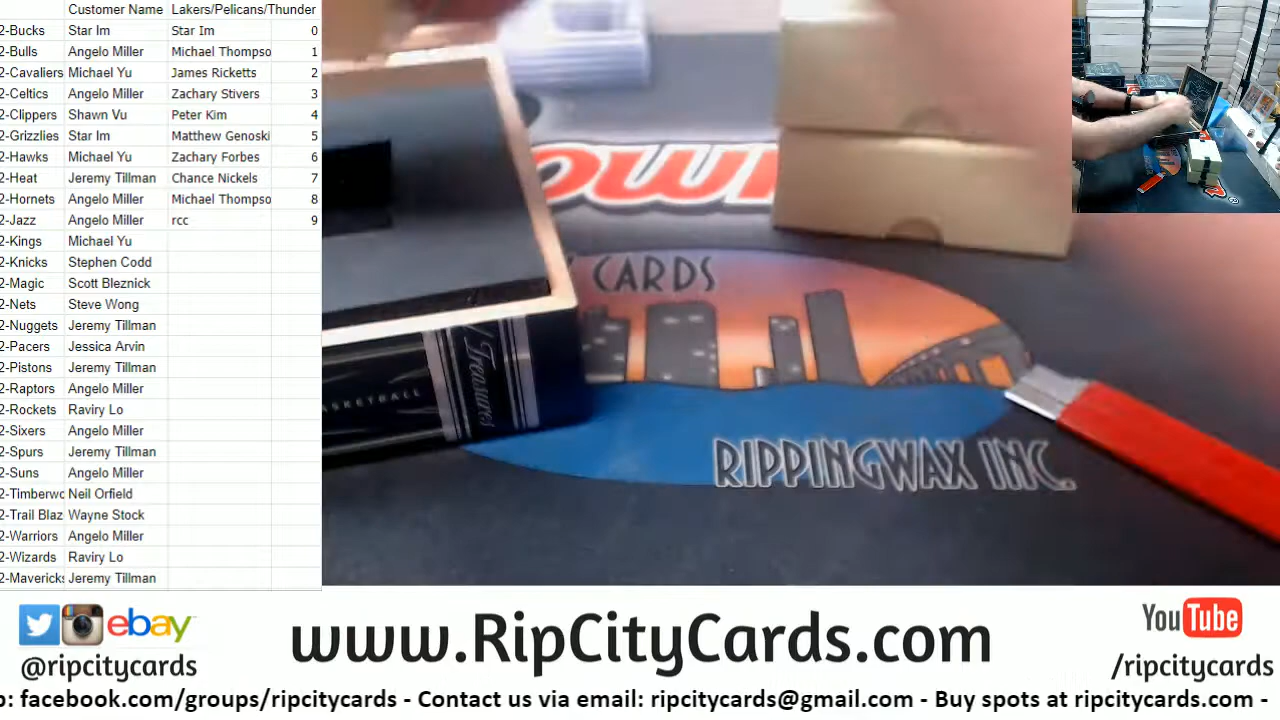 Customer Name Lakers/Pelicans/Thunder
2-Bucks Star Im Star Im 0
2-Bulls Angelo Miller Michael Thompso 1
2-Cavaliers Michael Yu James Ricketts 2
2-Celtics Angelo Miller Zachary Stivers 3
2-Clippers Shawn Vu Peter Kim 4
2-Grizzlies Star Im Matthew Genoski 5
2-Hawks Michael Yu Zachary Forbes 6
2-Heat Jeremy Tillman Chance Nickels 7
2-Hornets Angelo Miller Michael Thompso 8
2-Jazz Angelo Miller rcc 9
2-Kings Michael Yu
2-Knicks Stephen Codd
2-Magic Scott Bleznick
2-Nets Steve Wong
2-Nuggets Jeremy Tillman
2-Pacers Jessica Arvin
2-Pistons Jeremy Tillman
2-Raptors Angelo Miller
2-Rockets Raviry Lo
2-Sixers Angelo Miller
2-Spurs Jeremy Tillman
2-Suns Angelo Miller
2-Timberwo Neil Orfield
2-Trail Blaz Wayne Stock
2-Warriors Angelo Miller
2-Wizards Raviry Lo
2-Mavericks Jeremy Tillman
CARDS
Treasures
ASKETBALL
RIPPINGWAX INC.
ebay
@ripcitycards
www.RipCityCards.com
YouTube
/ripcitycards
p: facebook.com/groups/ripcitycards - Contact us via email: ripcitycards@gmail.com - Buy spots at ripcitycards.com -